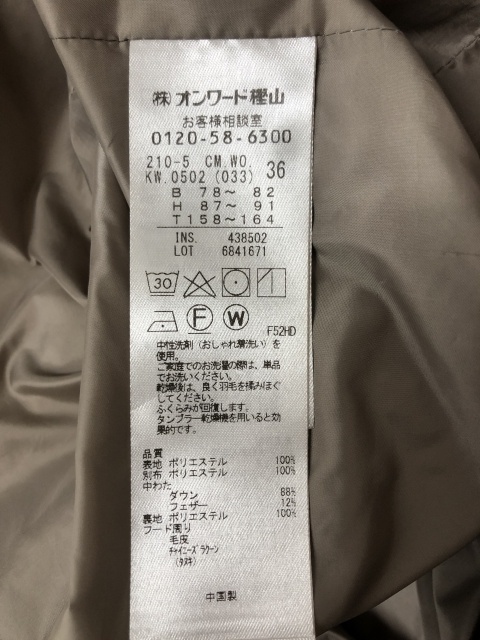 ㈱オンワード樫山
お客様相談室
0120-58-6300
210-5 CM.WO. 36
KW.0502 (033)
B 78〜 82
H 87〜 91
T 158〜164
INS. 438502
LOT 6841671
30
F W
F52HD
中性洗剤（おしゃれ着洗い）を
使用。
ご家庭でのお洗濯の際は、単品
でお洗いください。
乾燥後は、良く羽毛を揉みほぐ
してください。
ふくらみが回復します。
タンブラー乾燥機を用いると効
果的です。
品質
表地 ポリエステル 100%
別布 ポリエステル 100%
中わた
ダウン 88%
フェザー 12%
裏地 ポリエステル 100%
フード周り
毛皮
チャイニーズラクーン
(タヌキ)
中国製